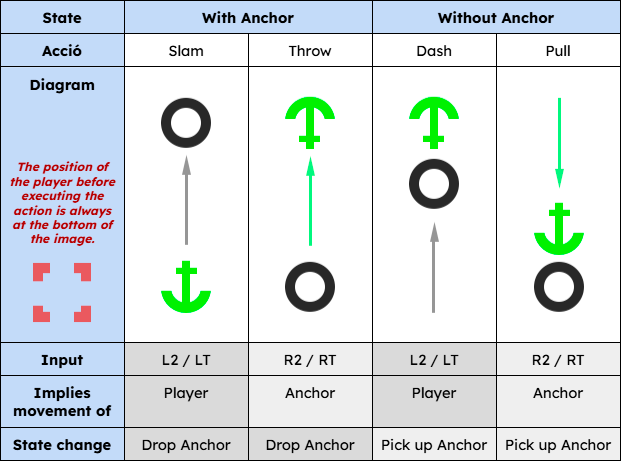 State With Anchor Without Anchor
Acció Slam Throw Dash Pull
Diagram
The position of
the player before
executing the
action is always
at the bottom of
the image.
Input L2 / LT R2 / RT L2 / LT R2 / RT
Implies Player Anchor Player Anchor
movement of
State change Drop Anchor Drop Anchor Pick up Anchor Pick up Anchor